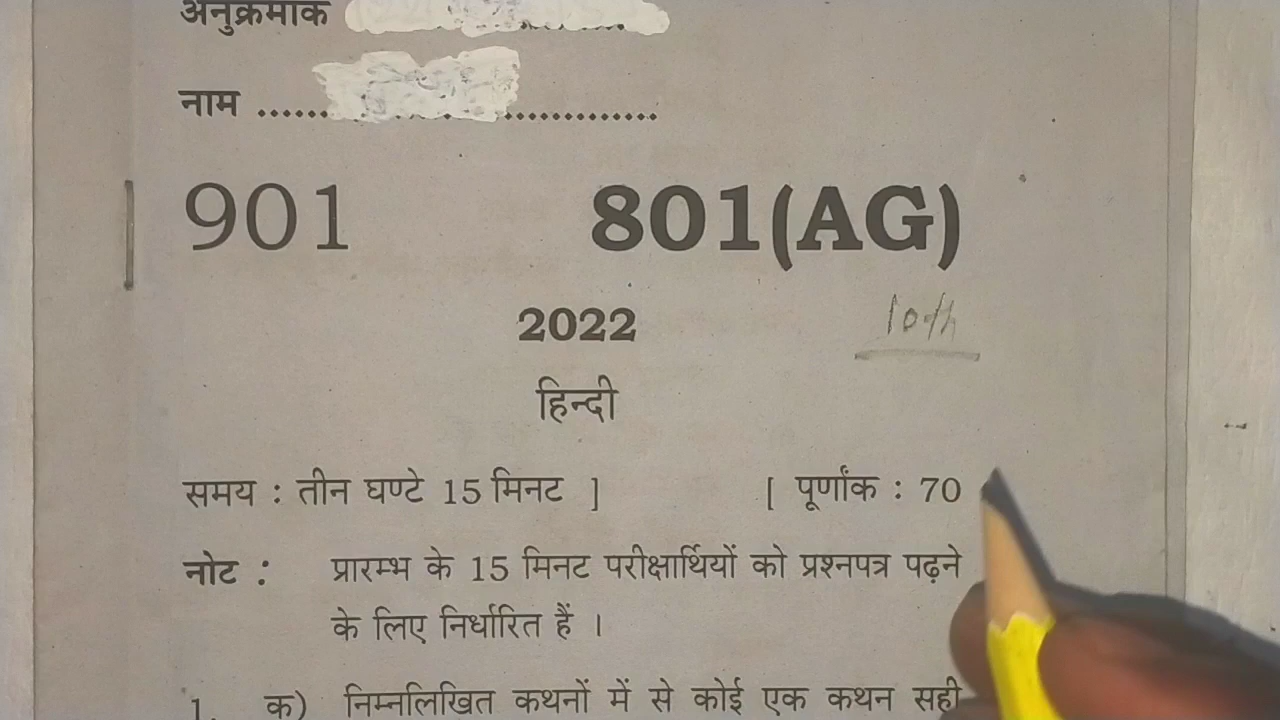 अनुक्रमांक
नाम ............................
901 801(AG)
2022
10th
हिन्दी
समय : तीन घण्टे 15 मिनट ] [ पूर्णांक : 70
नोट : प्रारम्भ के 15 मिनट परीक्षार्थियों को प्रश्नपत्र पढ़ने
के लिए निर्धारित हैं ।
1. क) निम्नलिखित कथनों में से कोई एक कथन सही